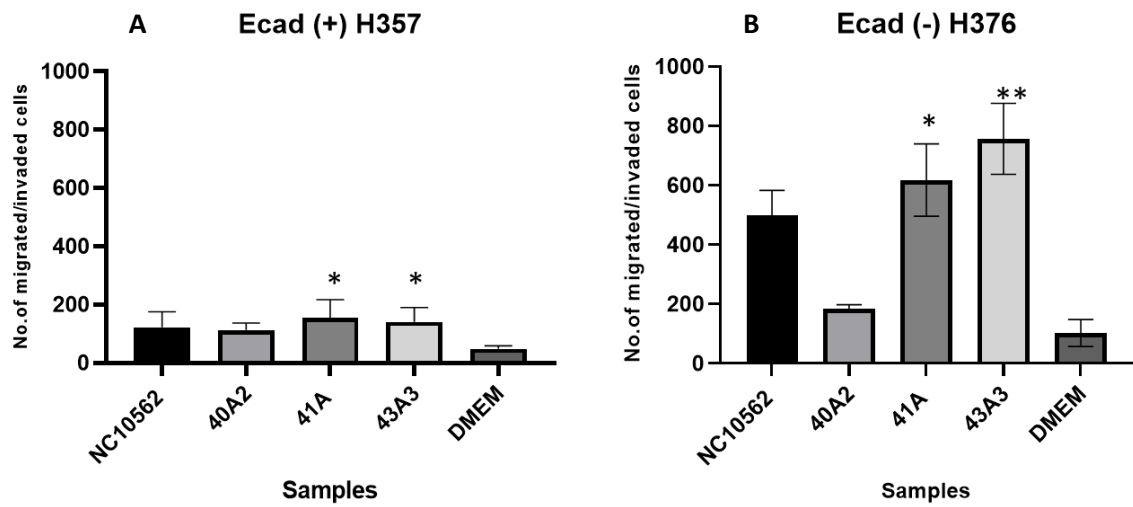 A Ecad (+) H357
No.of migrated/invaded cells
1000
800
600
400
200
0
*
*
NC10562
40A2
41A
43A3
DMEM
Samples
B Ecad (-) H376
No.of migrated/invaded cells
1000
800
600
400
200
0
*
**
NC10562
40A2
41A
43A3
DMEM
Samples